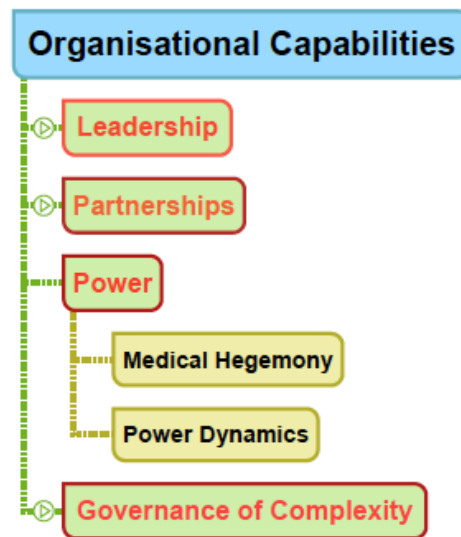 Organisational Capabilities
Leadership
Partnerships
Power
Medical Hegemony
Power Dynamics
Governance of Complexity